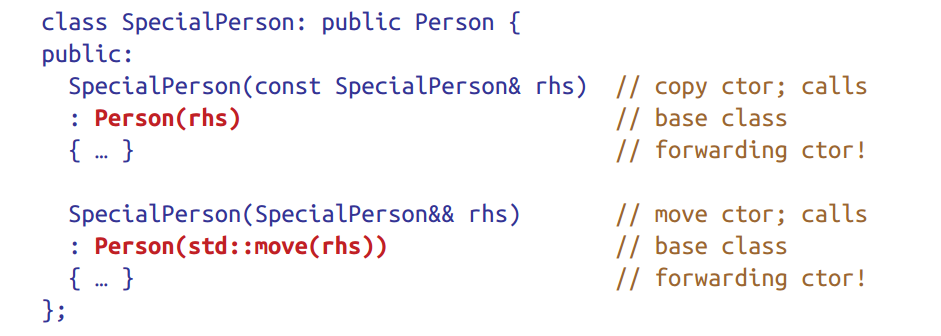 class SpecialPerson: public Person {
public:
  SpecialPerson(const SpecialPerson& rhs)  // copy ctor; calls
  : Person(rhs)                            // base class
  { … }                                    // forwarding ctor!

  SpecialPerson(SpecialPerson&& rhs)       // move ctor; calls
  : Person(std::move(rhs))                 // base class
  { … }                                    // forwarding ctor!
};